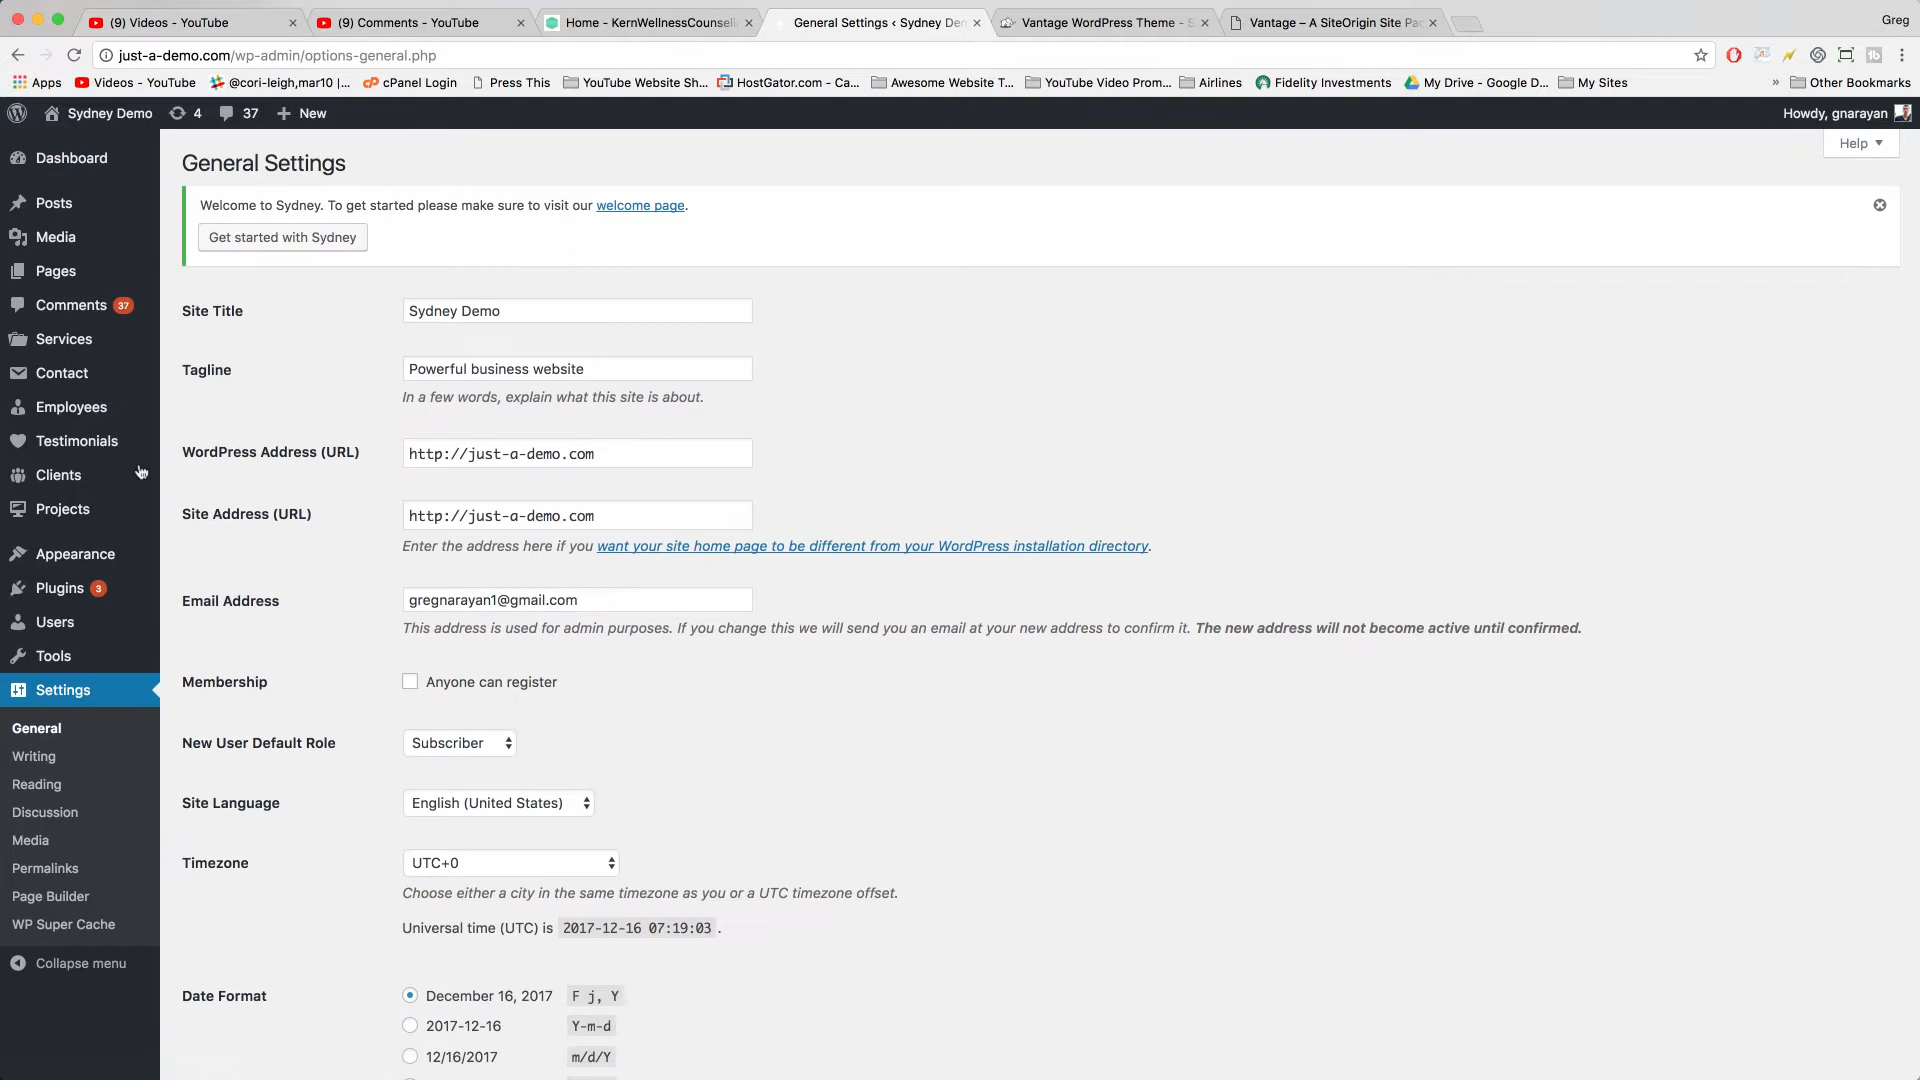 (9) Videos - YouTube
(9) Comments - YouTube
Home - KernWellnessCounseli
General Settings ‹ Sydney De
Vantage WordPress Theme - S
Vantage – A SiteOrigin Site Pac
Greg
just-a-demo.com/wp-admin/options-general.php
Apps
Videos - YouTube
@cori-leigh,mar10 |...
cPanel Login
Press This
YouTube Website Sh...
HostGator.com - Ca...
Awesome Website T...
YouTube Video Prom...
Airlines
Fidelity Investments
My Drive - Google D...
My Sites
» Other Bookmarks
Sydney Demo 4 37 + New
Howdy, gnarayan
Help ▼
Dashboard
Posts
Media
Pages
Comments 37
Services
Contact
Employees
Testimonials
Clients
Projects
Appearance
Plugins 3
Users
Tools
Settings
General
Writing
Reading
Discussion
Media
Permalinks
Page Builder
WP Super Cache
Collapse menu
General Settings
Welcome to Sydney. To get started please make sure to visit our welcome page.
Get started with Sydney
Site Title Sydney Demo
Tagline Powerful business website
In a few words, explain what this site is about.
WordPress Address (URL) http://just-a-demo.com
Site Address (URL) http://just-a-demo.com
Enter the address here if you want your site home page to be different from your WordPress installation directory.
Email Address gregnarayan1@gmail.com
This address is used for admin purposes. If you change this we will send you an email at your new address to confirm it. The new address will not become active until confirmed.
Membership Anyone can register
New User Default Role Subscriber
Site Language English (United States)
Timezone UTC+0
Choose either a city in the same timezone as you or a UTC timezone offset.
Universal time (UTC) is 2017-12-16 07:19:03 .
Date Format December 16, 2017 F j, Y
2017-12-16 Y-m-d
12/16/2017 m/d/Y